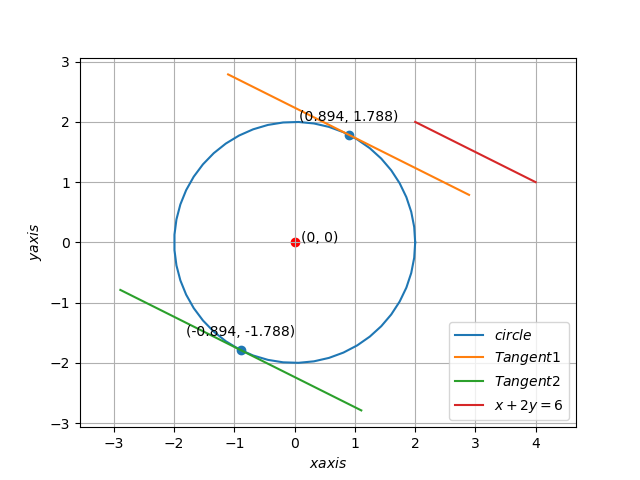 3
2
1
0
−1
−2
−3
yaxis
(0.894, 1.788)
(0, 0)
(-0.894, -1.788)
circle
Tangent1
Tangent2
x + 2y = 6
−3 −2 −1 0 1 2 3 4
xaxis